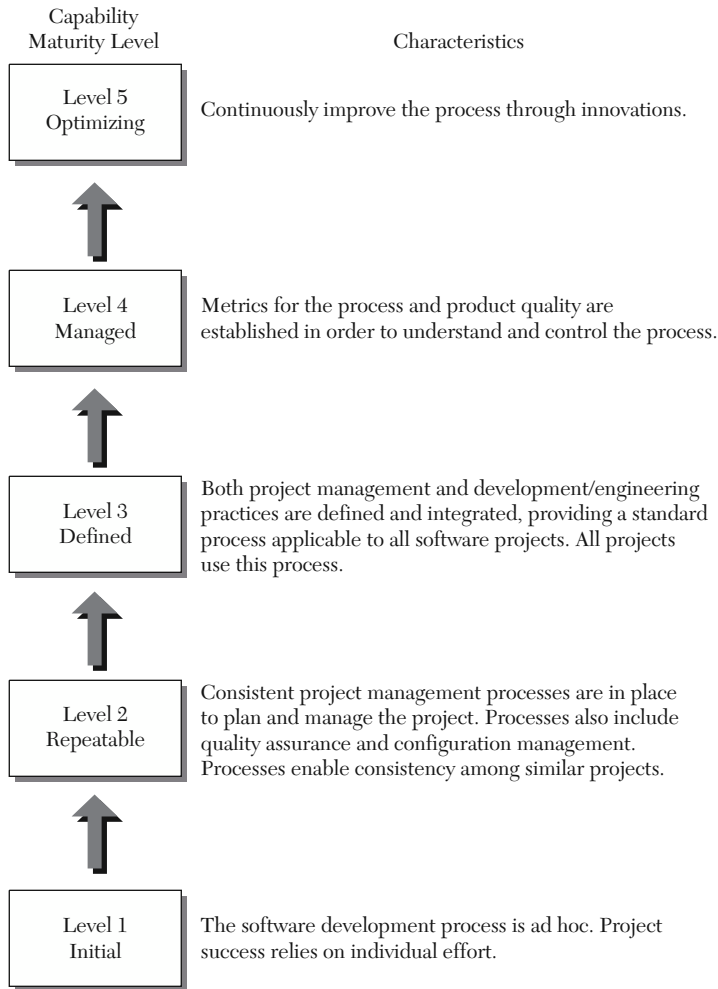 Capability
Maturity Level
Characteristics
Level 5
Optimizing
Continuously improve the process through innovations.
Level 4
Managed
Metrics for the process and product quality are
established in order to understand and control the process.
Level 3
Defined
Both project management and development/engineering
practices are defined and integrated, providing a standard
process applicable to all software projects. All projects
use this process.
Level 2
Repeatable
Consistent project management processes are in place
to plan and manage the project. Processes also include
quality assurance and configuration management.
Processes enable consistency among similar projects.
Level 1
Initial
The software development process is ad hoc. Project
success relies on individual effort.